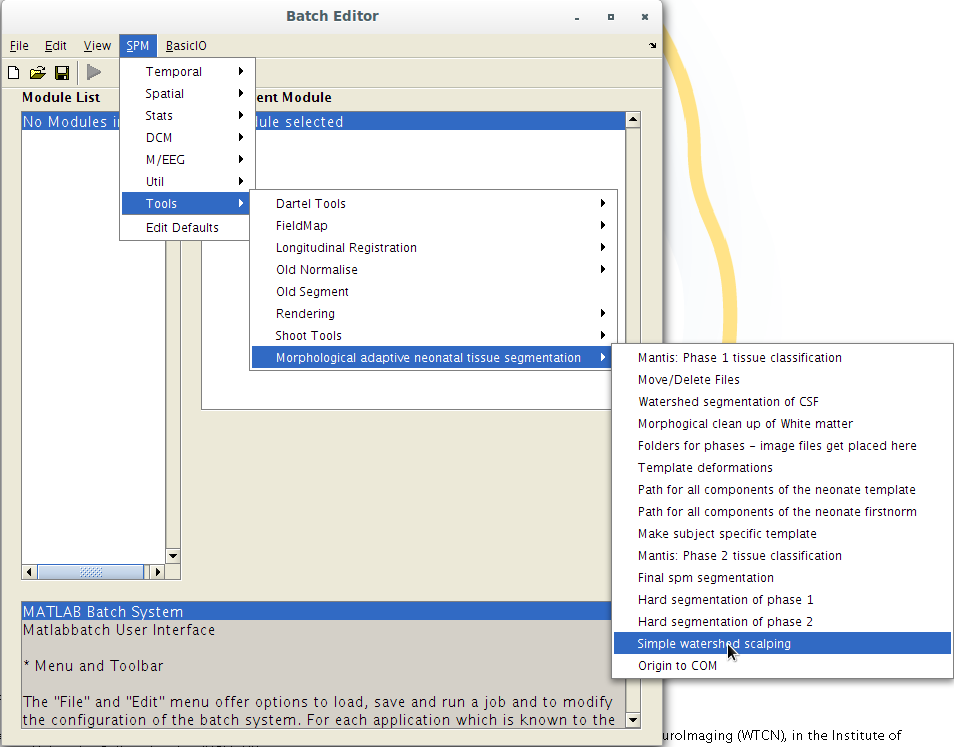 Batch Editor
File Edit View SPM BasicIO
Module List
No Modules in
ent Module
ule selected
Temporal
Spatial
Stats
DCM
M/EEG
Util
Tools
Edit Defaults
Dartel Tools
FieldMap
Longitudinal Registration
Old Normalise
Old Segment
Rendering
Shoot Tools
Morphological adaptive neonatal tissue segmentation
Mantis: Phase 1 tissue classification
Move/Delete Files
Watershed segmentation of CSF
Morphogical clean up of White matter
Folders for phases - image files get placed here
Template deformations
Path for all components of the neonate template
Path for all components of the neonate firstnorm
Make subject specific template
Mantis: Phase 2 tissue classification
Final spm segmentation
Hard segmentation of phase 1
Hard segmentation of phase 2
Simple watershed scalping
Origin to COM
MATLAB Batch System
Matlabbatch User Interface
* Menu and Toolbar
The "File" and "Edit" menu offer options to load, save and run a job and to modify
the configuration of the batch system. For each application which is known to the
uroImaging (WTCN), in the Institute of